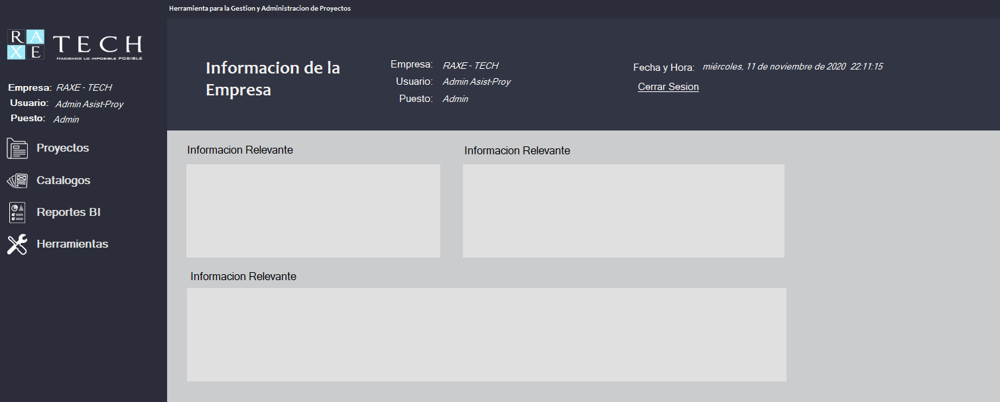 Herramienta para la Gestion y Administracion de Proyectos
RAXE TECH
HACIENDO LO IMPOSIBLE POSIBLE
Empresa: RAXE - TECH
Usuario: Admin Asist-Proy
Puesto: Admin
Proyectos
Catalogos
Reportes BI
Herramientas
Informacion de la
Empresa
Empresa: RAXE - TECH
Usuario: Admin Asist-Proy
Puesto: Admin
Fecha y Hora: miércoles, 11 de noviembre de 2020 22:11:15
Cerrar Sesion
Informacion Relevante
Informacion Relevante
Informacion Relevante